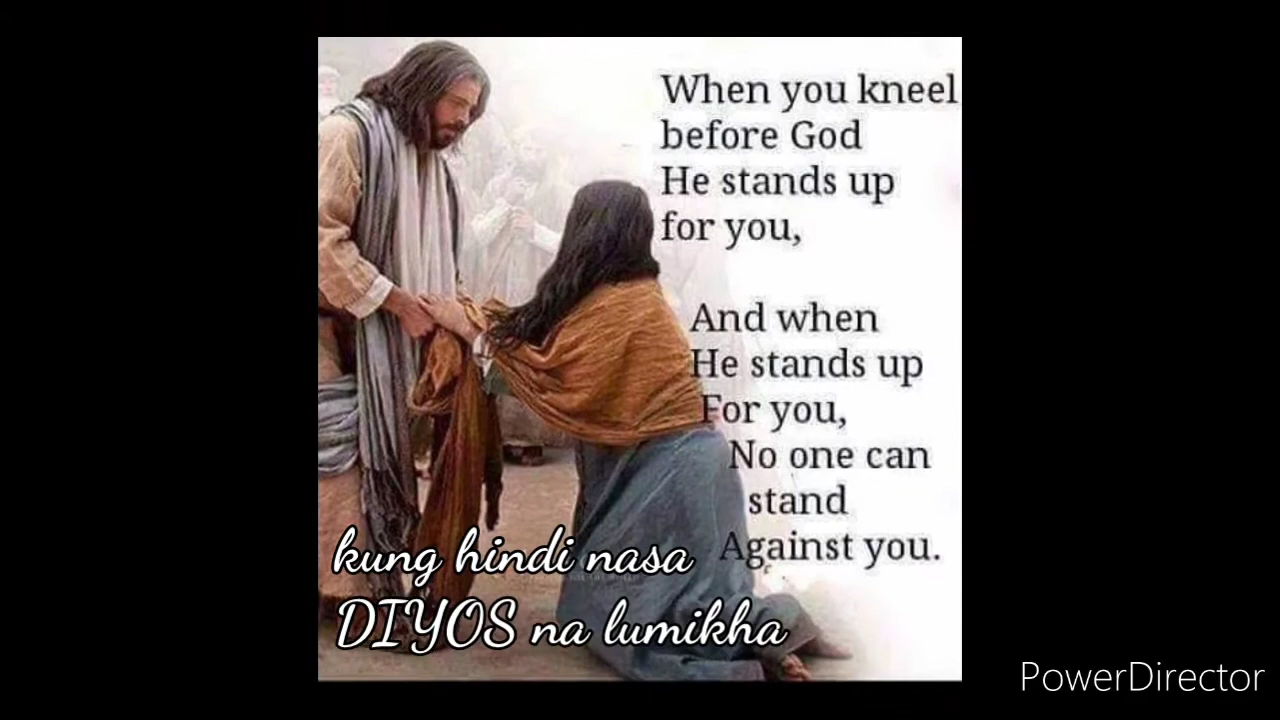 When you kneel
before God
He stands up
for you,
And when
He stands up
For you,
No one can
stand
Against you.
kung hindi nasa
DIYOS na lumikha
PowerDirector